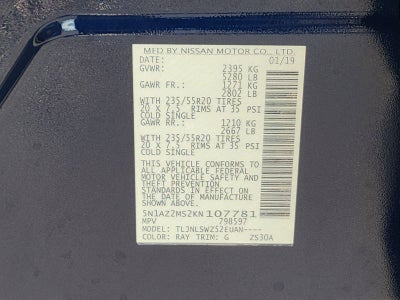 MFD BY NISSAN MOTOR CO., LTD.
DATE: 01/19
GVWR: 2395 KG
5280 LB
GAWR FR.: 1271 KG
2802 LB
WITH 235/55R20 TIRES
20 X 7.5 RIMS AT 35 PSI
COLD SINGLE
GAWR RR.: 1210 KG
2667 LB
WITH 235/55R20 TIRES
20 X 7.5 RIMS AT 35 PSI
COLD SINGLE
THIS VEHICLE CONFORMS TO
ALL APPLICABLE FEDERAL
MOTOR VEHICLE SAFETY AND
THEFT PREVENTION
STANDARDS IN EFFECT ON
THE DATE OF MANUFACTURE
SHOWN ABOVE.
5N1AZ2MS2KN107781
MPV 798597
MODEL: TLJNLSWZ52EUAN----
COLOR: RAY TRIM: G ZS30A